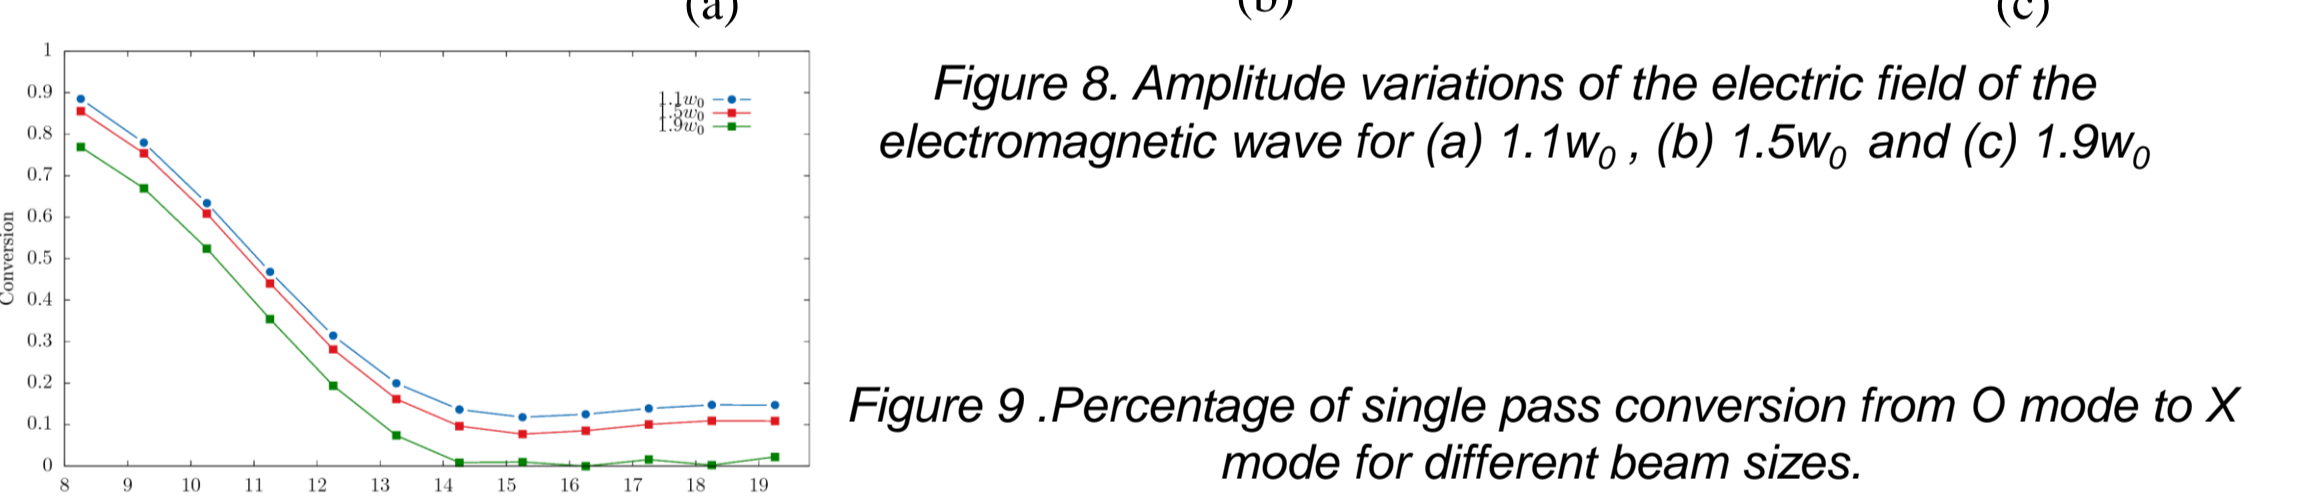 (a)
(b)
(c)
1
0.9
0.8
0.7
0.6
0.5
0.4
0.3
0.2
0.1
0
Conversion
1.1w₀
1.5w₀
1.9w₀
8 9 10 11 12 13 14 15 16 17 18 19
Figure 8. Amplitude variations of the electric field of the
electromagnetic wave for (a) 1.1w₀ , (b) 1.5w₀ and (c) 1.9w₀
Figure 9 .Percentage of single pass conversion from O mode to X
mode for different beam sizes.